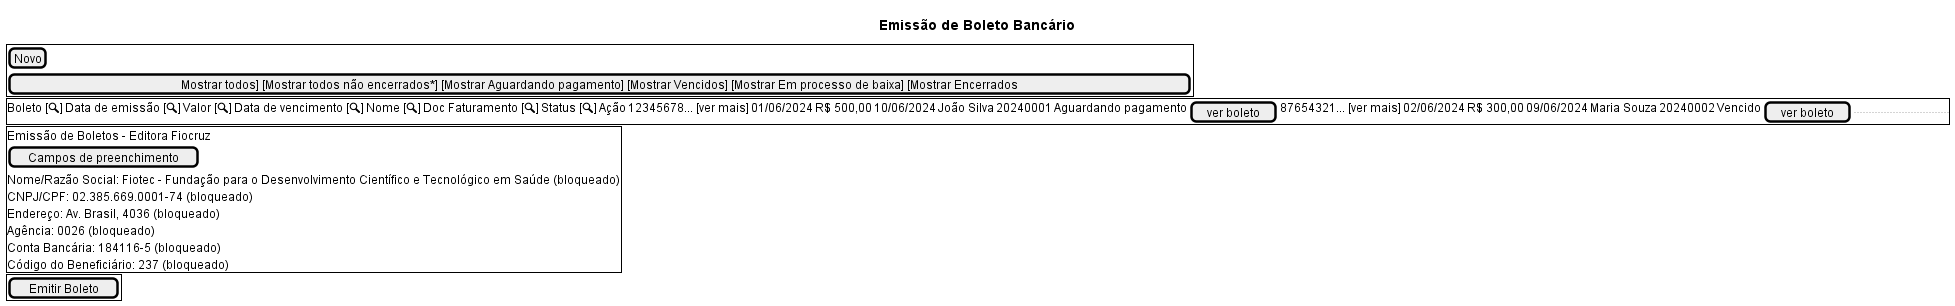 Emissão de Boleto Bancário
Novo
Mostrar todos] [Mostrar todos não encerrados*] [Mostrar Aguardando pagamento] [Mostrar Vencidos] [Mostrar Em processo de baixa] [Mostrar Encerrados
Boleto [🔍] Data de emissão [🔍] Valor [🔍] Data de vencimento [🔍] Nome [🔍] Doc Faturamento [🔍] Status [🔍] Ação 12345678... [ver mais] 01/06/2024 R$ 500,00 10/06/2024 João Silva 20240001 Aguardando pagamento ver boleto 87654321... [ver mais] 02/06/2024 R$ 300,00 09/06/2024 Maria Souza 20240002 Vencido ver boleto
Emissão de Boletos - Editora Fiocruz
Campos de preenchimento
Nome/Razão Social: Fiotec - Fundação para o Desenvolvimento Científico e Tecnológico em Saúde (bloqueado)
CNPJ/CPF: 02.385.669.0001-74 (bloqueado)
Endereço: Av. Brasil, 4036 (bloqueado)
Agência: 0026 (bloqueado)
Conta Bancária: 184116-5 (bloqueado)
Código do Beneficiário: 237 (bloqueado)
Emitir Boleto